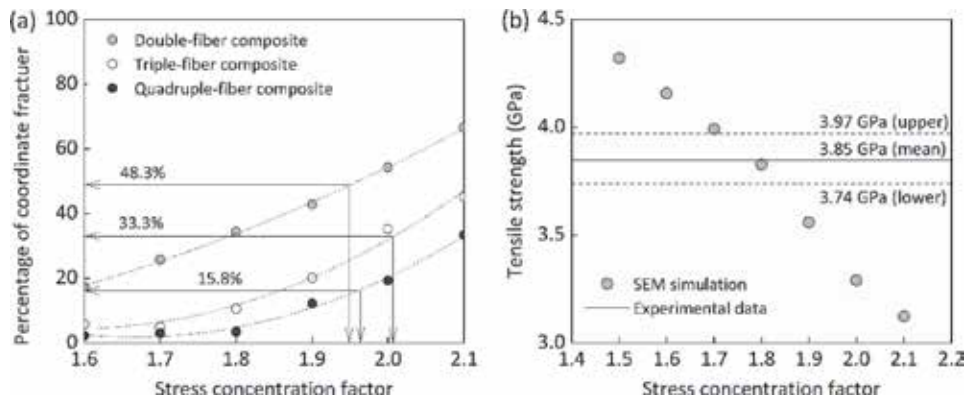 (a)
100
80
60
40
20
0
Percentage of coordinate fractuer
Double-fiber composite
Triple-fiber composite
Quadruple-fiber composite
48.3%
33.3%
15.8%
1.6 1.7 1.8 1.9 2.0 2.1
Stress concentration factor
(b)
4.5
4.0
3.5
3.0
Tensile strength (GPa)
3.97 GPa (upper)
3.85 GPa (mean)
3.74 GPa (lower)
SEM simulation
Experimental data
1.4 1.5 1.6 1.7 1.8 1.9 2.0 2.1 2.2
Stress concentration factor